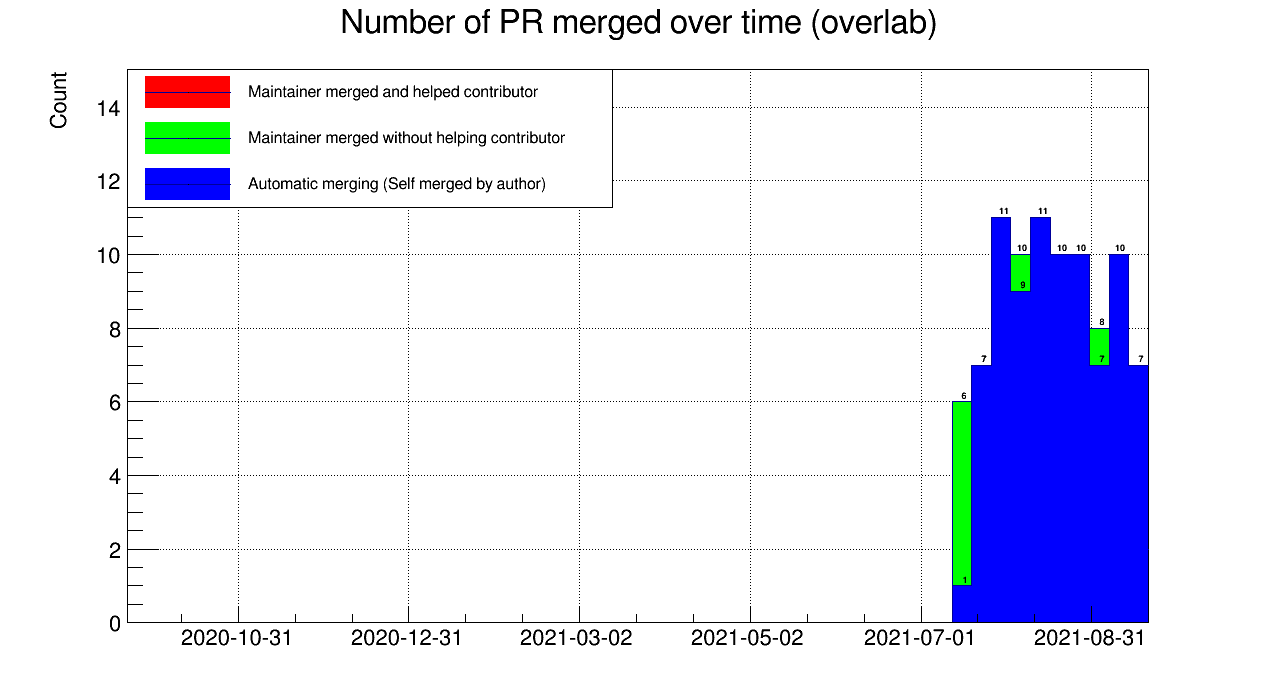 Number of PR merged over time (overlab)
Count
Maintainer merged and helped contributor
Maintainer merged without helping contributor
Automatic merging (Self merged by author)
14
12
10
8
6
4
2
0
11 11
10 10 10 10
9
8
7 7 7
6
1
2020-10-31 2020-12-31 2021-03-02 2021-05-02 2021-07-01 2021-08-31